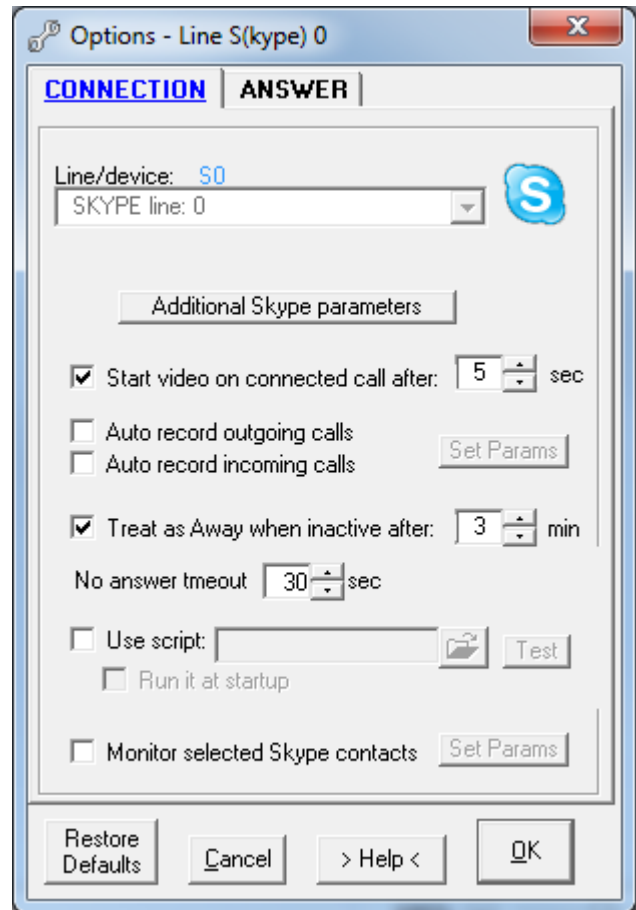 Options - Line S(kype) 0
CONNECTION ANSWER
Line/device: S0
SKYPE line: 0
S
Additional Skype parameters
Start video on connected call after: 5 sec
Auto record outgoing calls
Set Params
Auto record incoming calls
Treat as Away when inactive after: 3 min
No answer tmeout 30 sec
Use script: Test
Run it at startup
Monitor selected Skype contacts Set Params
Restore Defaults
Cancel
> Help <
OK